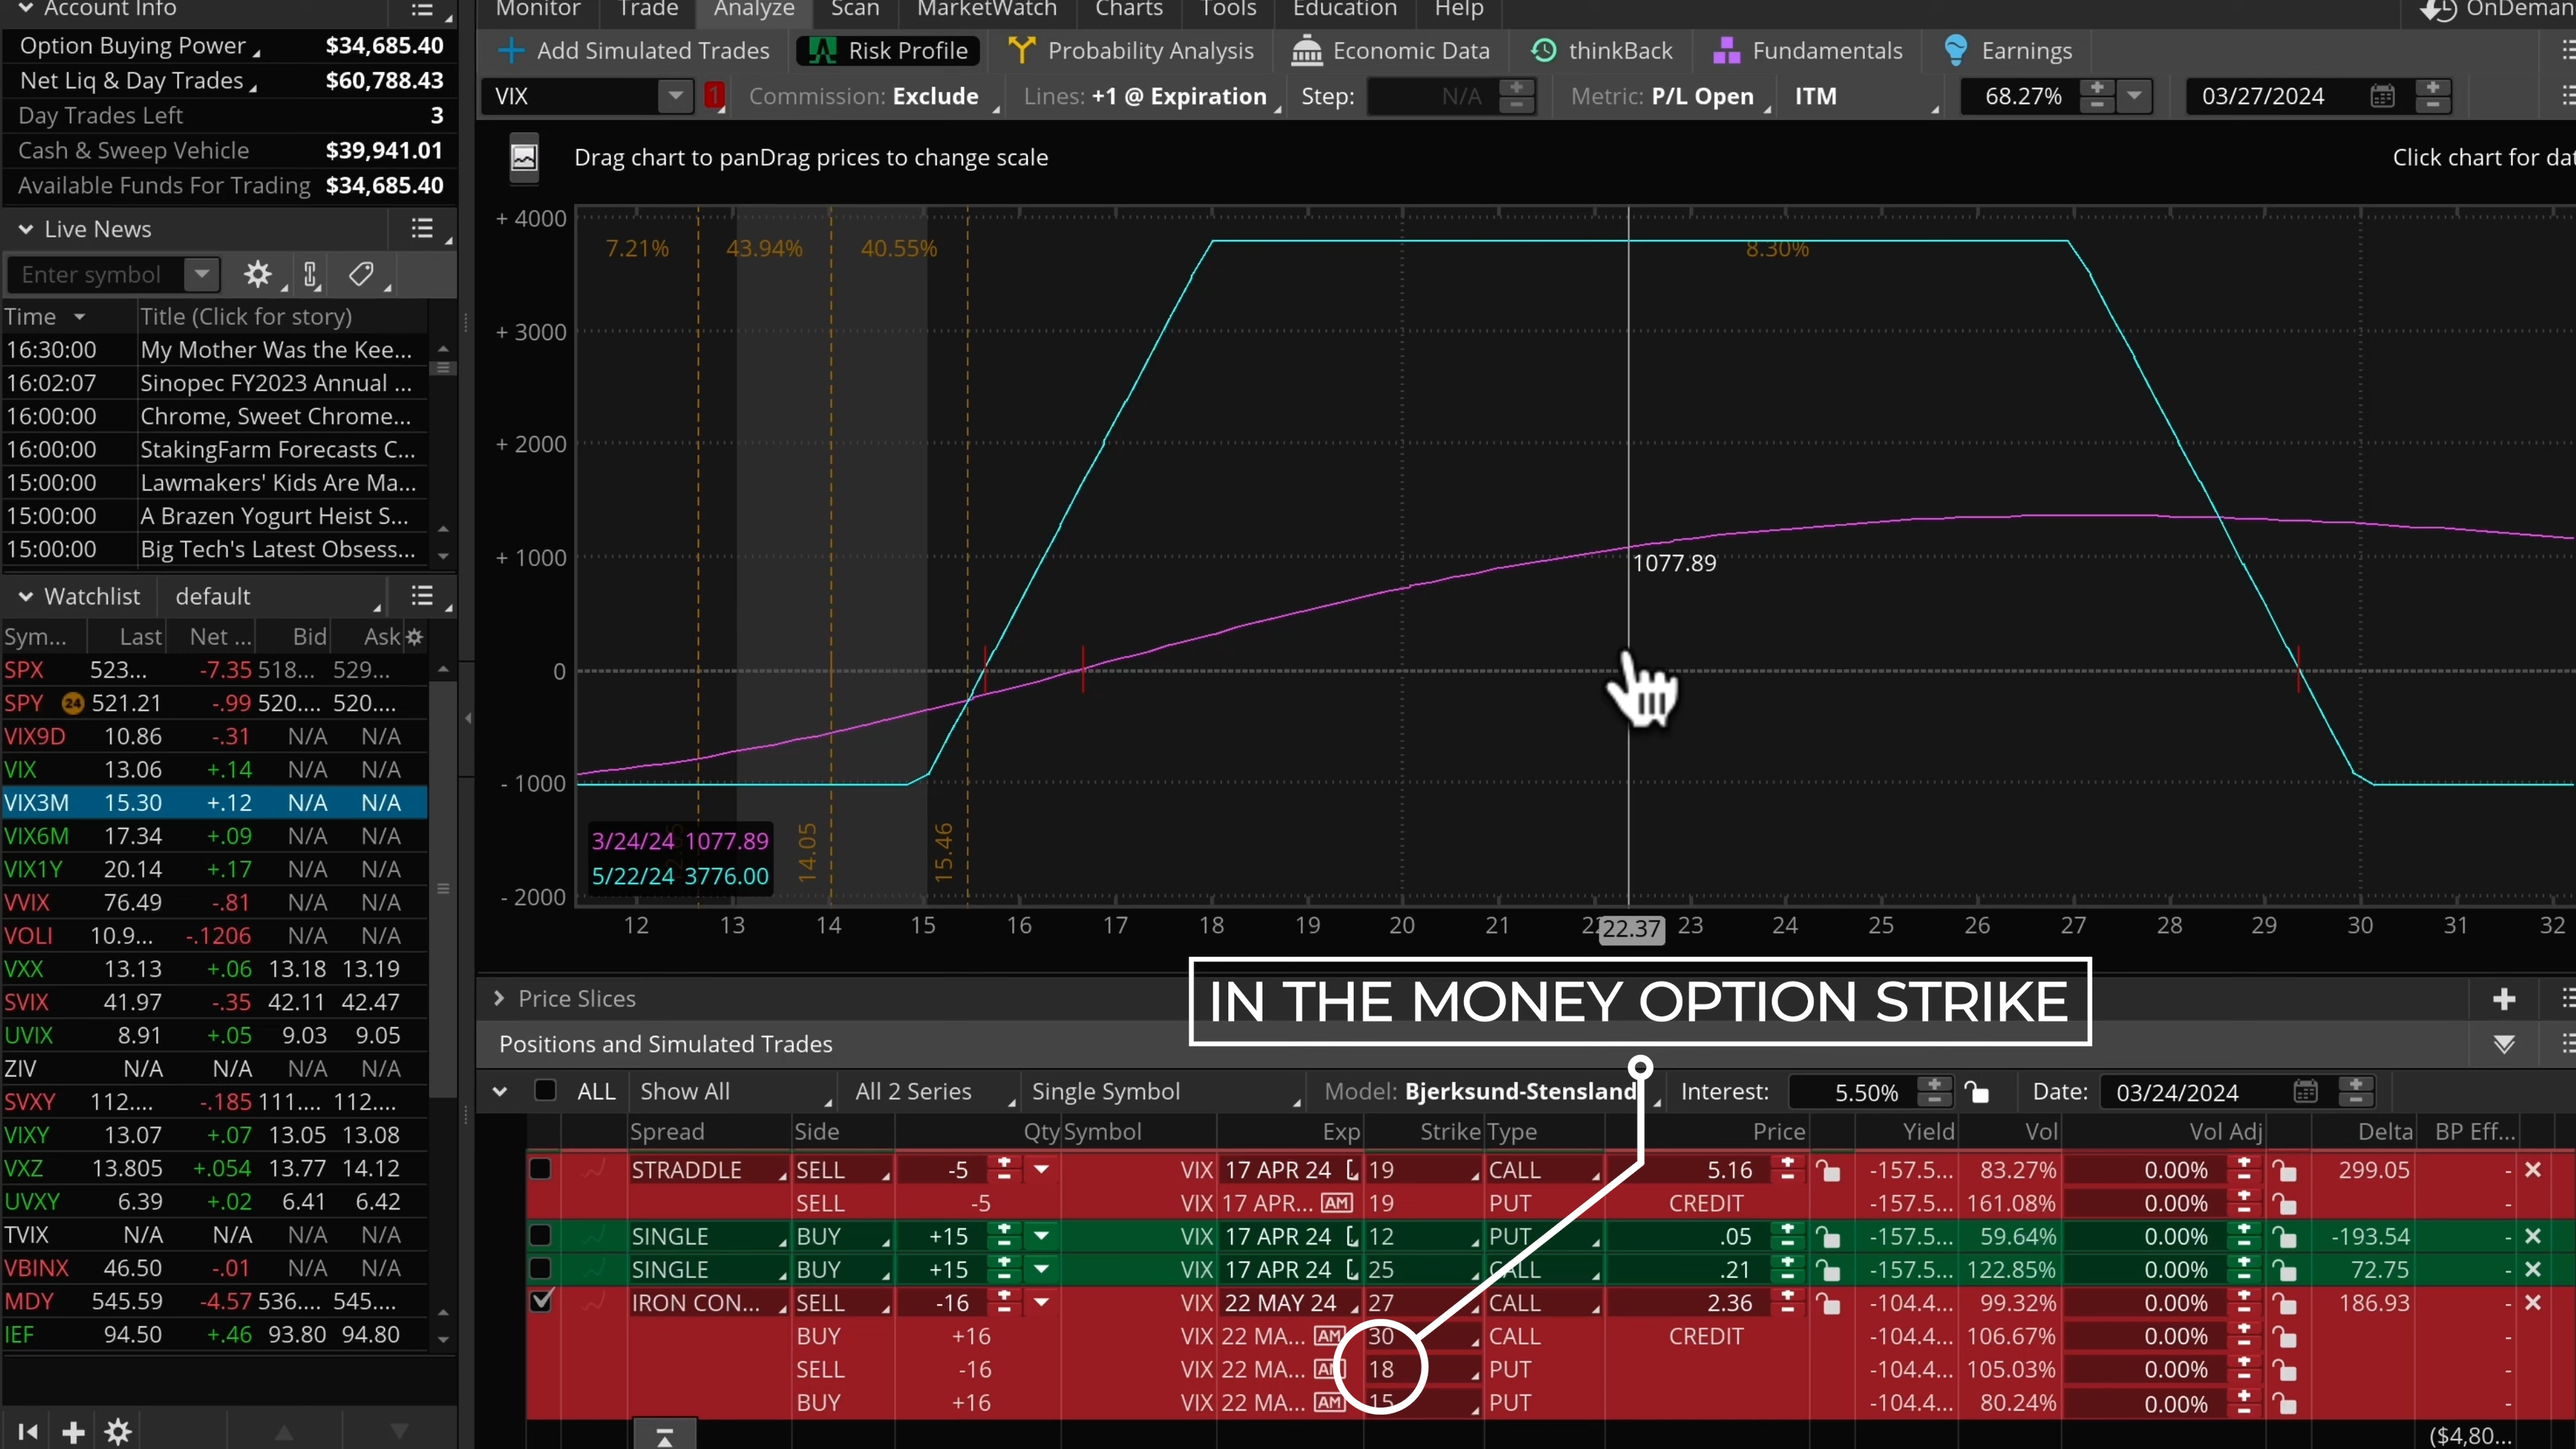 Account Info
Option Buying Power $34,685.40
Net Liq & Day Trades $60,788.43
Day Trades Left 3
Cash & Sweep Vehicle $39,941.01
Available Funds For Trading $34,685.40
Live News
Enter symbol
Time Title (Click for story)
16:30:00 My Mother Was the Kee...
16:02:07 Sinopec FY2023 Annual ...
16:00:00 Chrome, Sweet Chrome...
16:00:00 StakingFarm Forecasts C...
15:00:00 Lawmakers' Kids Are Ma...
15:00:00 A Brazen Yogurt Heist S...
15:00:00 Big Tech's Latest Obsess...
Watchlist default
Sym... Last Net ... Bid Ask
SPX 523... -7.35 518... 529...
SPY 24 521.21 -.99 520.... 520....
VIX9D 10.86 -.31 N/A N/A
VIX 13.06 +.14 N/A N/A
VIX3M 15.30 +.12 N/A N/A
VIX6M 17.34 +.09 N/A N/A
VIX1Y 20.14 +.17 N/A N/A
VVIX 76.49 -.81 N/A N/A
VOLI 10.9... -.1206 N/A N/A
VXX 13.13 +.06 13.18 13.19
SVIX 41.97 -.35 42.11 42.47
UVIX 8.91 +.05 9.03 9.05
ZIV N/A N/A N/A N/A
SVXY 112.... -.185 111.... 112....
VIXY 13.07 +.07 13.05 13.08
VXZ 13.805 +.054 13.77 14.12
UVXY 6.39 +.02 6.41 6.42
TVIX N/A N/A N/A N/A
VBINX 46.50 -.01 N/A N/A
MDY 545.59 -4.57 536.... 545....
IEF 94.50 +.46 93.80 94.80
Monitor Trade Analyze Scan MarketWatch Charts Tools Education Help OnDeman
Add Simulated Trades Risk Profile Probability Analysis Economic Data thinkBack Fundamentals Earnings
VIX 1 Commission: Exclude Lines: +1 @ Expiration Step: N/A Metric: P/L Open ITM 68.27% 03/27/2024
Drag chart to panDrag prices to change scale Click chart for dat
+ 4000
7.21% 43.94% 40.55% 8.30%
+ 3000
+ 2000
+ 1000
1077.89
0
- 1000
14.05 15.46
3/24/24 1077.89
5/22/24 3776.00
- 2000
12 13 14 15 16 17 18 19 20 21 22.37 23 24 25 26 27 28 29 30 31 32
IN THE MONEY OPTION STRIKE
Price Slices
Positions and Simulated Trades
ALL Show All All 2 Series Single Symbol Model: Bjerksund-Stensland Interest: 5.50% Date: 03/24/2024
Spread Side Qty Symbol Exp Strike Type Price Yield Vol Vol Adj Delta BP Eff...
STRADDLE SELL -5 VIX 17 APR 24 19 CALL 5.16 -157.5... 83.27% 0.00% 299.05 -
SELL -5 VIX 17 APR... AM 19 PUT CREDIT -157.5... 161.08% 0.00% -
SINGLE BUY +15 VIX 17 APR 24 12 PUT .05 -157.5... 59.64% 0.00% -193.54 -
SINGLE BUY +15 VIX 17 APR 24 25 CALL .21 -157.5... 122.85% 0.00% 72.75 -
IRON CON... SELL -16 VIX 22 MAY 24 27 CALL 2.36 -104.4... 99.32% 0.00% 186.93 -
BUY +16 VIX 22 MA... AM 30 CALL CREDIT -104.4... 106.67% 0.00% -
SELL -16 VIX 22 MA... AM 18 PUT -104.4... 105.03% 0.00% -
BUY +16 VIX 22 MA... AM 15 PUT -104.4... 80.24% 0.00% -
($4,80...